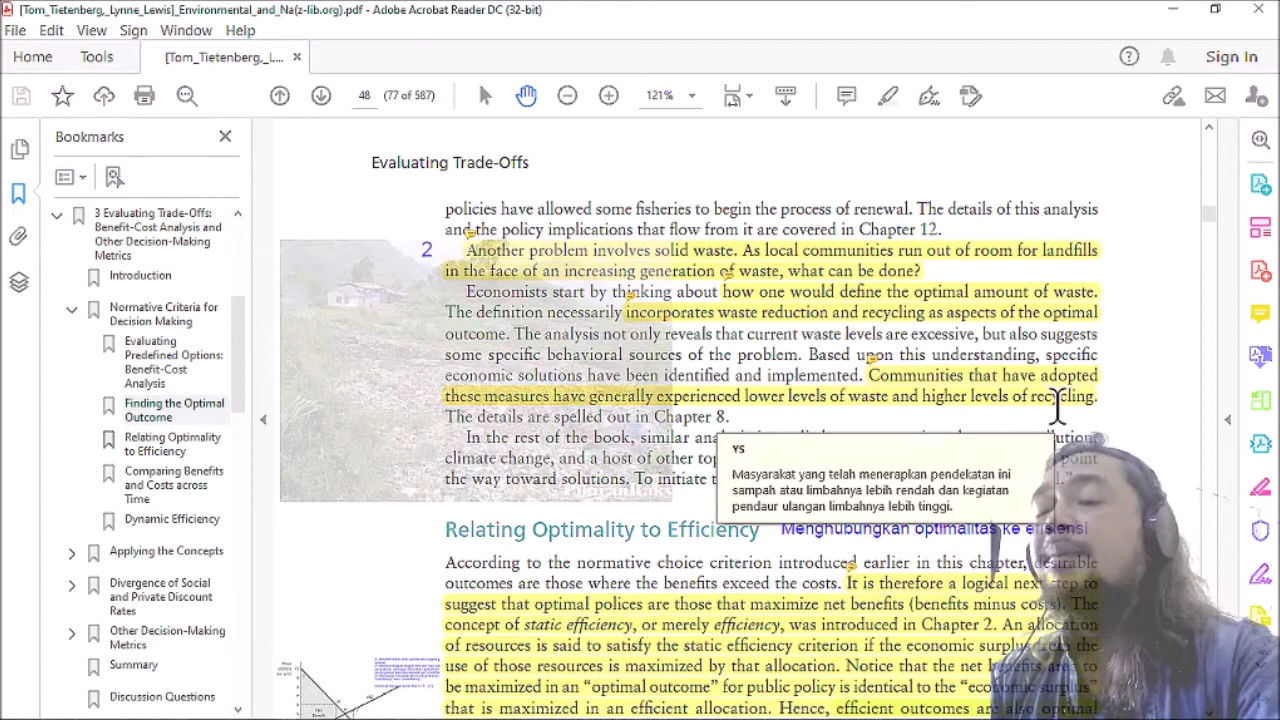 [Tom_Tietenberg,_Lynne_Lewis]_Environmental_and_Na(z-lib.org).pdf - Adobe Acrobat Reader DC (32-bit)
File Edit View Sign Window Help
Home Tools [Tom_Tietenberg,_L... Sign In
48 (77 of 587) 121%
Bookmarks
3 Evaluating Trade-Offs:
Benefit-Cost Analysis and
Other Decision-Making
Metrics
Introduction
Normative Criteria for
Decision Making
Evaluating
Predefined Options:
Benefit-Cost
Analysis
Finding the Optimal
Outcome
Relating Optimality
to Efficiency
Comparing Benefits
and Costs across
Time
Dynamic Efficiency
Applying the Concepts
Divergence of Social
and Private Discount
Rates
Other Decision-Making
Metrics
Summary
Discussion Questions
Evaluating Trade-Offs
policies have allowed some fisheries to begin the process of renewal. The details of this analysis
and the policy implications that flow from it are covered in Chapter 12.
2
Another problem involves solid waste. As local communities run out of room for landfills
in the face of an increasing generation of waste, what can be done?
Economists start by thinking about how one would define the optimal amount of waste.
The definition necessarily incorporates waste reduction and recycling as aspects of the optimal
outcome. The analysis not only reveals that current waste levels are excessive, but also suggests
some specific behavioral sources of the problem. Based upon this understanding, specific
economic solutions have been identified and implemented. Communities that have adopted
these measures have generally experienced lower levels of waste and higher levels of recycling.
The details are spelled out in Chapter 8.
In the rest of the book, similar
climate change, and a host of other point
the way toward solutions. To initiate
YS
Masyarakat yang telah menerapkan pendekatan ini
sampah atau limbahnya lebih rendah dan kegiatan
pendaur ulangan limbahnya lebih tinggi.
Relating Optimality to Efficiency Menghubungkan optimalitas ke efisiensi
According to the normative choice criterion introduced earlier in this chapter, desirable
outcomes are those where the benefits exceed the costs. It is therefore a logical next step to
suggest that optimal polices are those that maximize net benefits (benefits minus costs). The
concept of static efficiency, or merely efficiency, was introduced in Chapter 2. An allocation
of resources is said to satisfy the static efficiency criterion if the economic surplus from the
use of those resources is maximized by that allocation. Notice that the net benefits
be maximized in an "optimal outcome" for public policy is identical to the "economic surplus"
that is maximized in an efficient allocation. Hence, efficient outcomes are also optimal